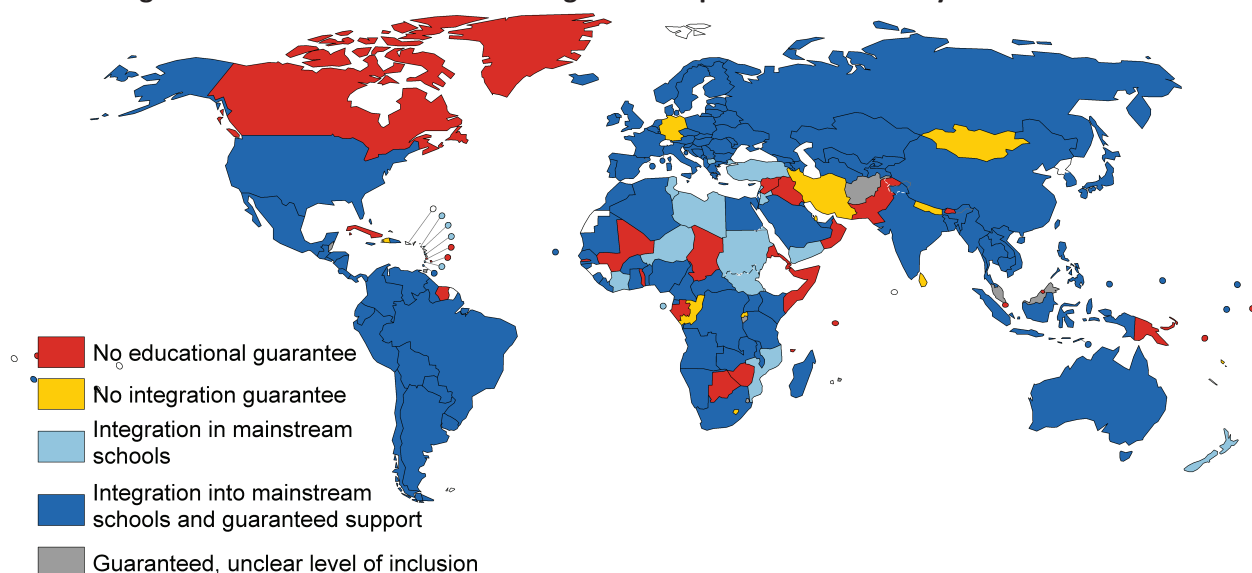 No educational guarantee
No integration guarantee
Integration in mainstream
schools
Integration into mainstream
schools and guaranteed support
Guaranteed, unclear level of inclusion